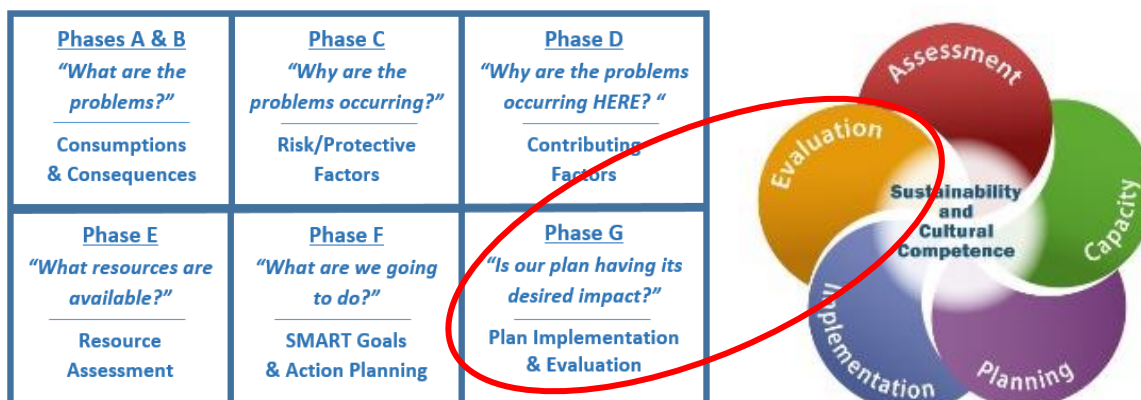 Phases A & B
“What are the
problems?”
Consumptions
& Consequences
Phase C
“Why are the
problems occurring?”
Risk/Protective
Factors
Phase D
“Why are the problems
occurring HERE? “
Contributing
Factors
Phase E
“What resources are
available?”
Resource
Assessment
Phase F
“What are we going
to do?”
SMART Goals
& Action Planning
Phase G
“Is our plan having its
desired impact?”
Plan Implementation
& Evaluation
Assessment
Evaluation
Sustainability
and
Cultural
Competence
Capacity
Implementation
Planning